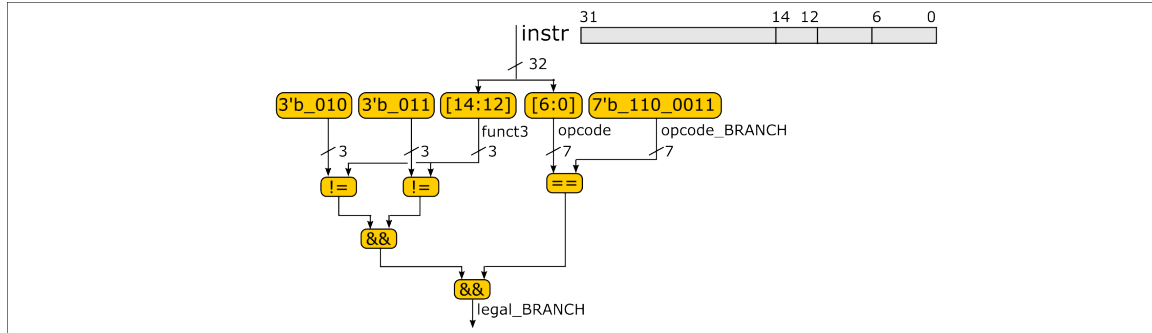 31 14 12 6 0
instr
32
3'b_010 3'b_011 [14:12] [6:0] 7'b_110_0011
funct3 opcode opcode_BRANCH
3 3 3 7 7
!= != ==
&&
&&
legal_BRANCH